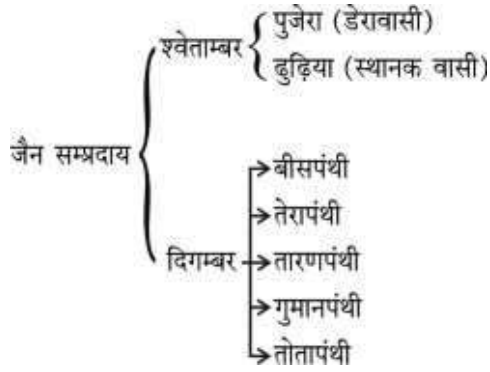 जैन सम्प्रदाय
श्वेताम्बर
पुजेरा (डेरावासी)
ढुढ़िया (स्थानक वासी)
दिगम्बर
बीसपंथी
तेरापंथी
तारणपंथी
गुमानपंथी
तोतापंथी